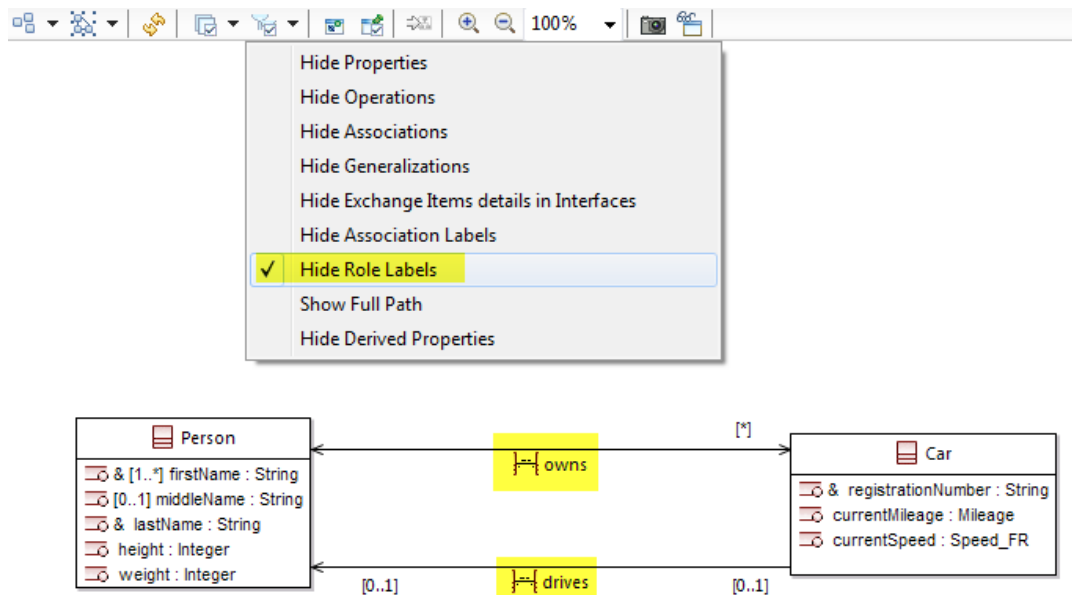 100%
Hide Properties
Hide Operations
Hide Associations
Hide Generalizations
Hide Exchange Items details in Interfaces
Hide Association Labels
Hide Role Labels
Show Full Path
Hide Derived Properties
Person
& [1..*] firstName : String
[0..1] middleName : String
& lastName : String
height : Integer
weight : Integer
[*]
owns
[0..1]
drives
[0..1]
Car
& registrationNumber : String
currentMileage : Mileage
currentSpeed : Speed_FR